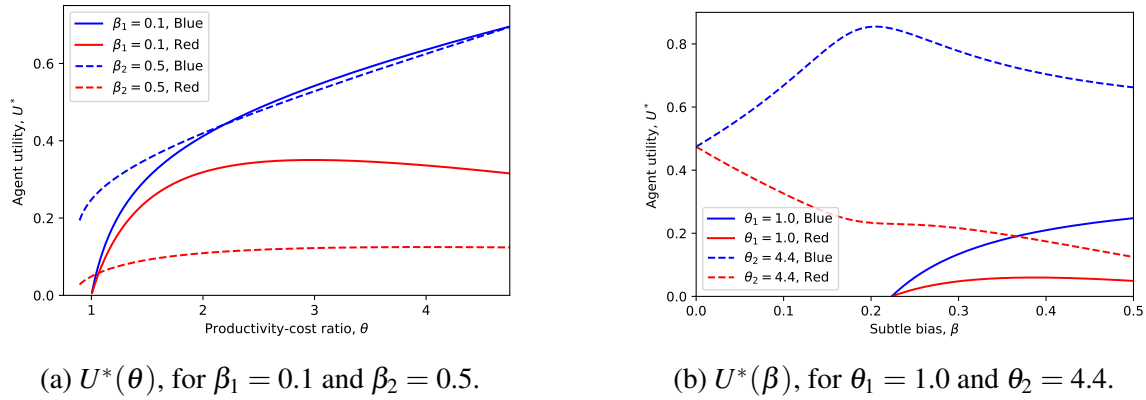 β₁ = 0.1, Blue
β₁ = 0.1, Red
β₂ = 0.5, Blue
β₂ = 0.5, Red
0.6
0.4
0.2
0.0
Agent utility, U*
1 2 3 4
Productivity-cost ratio, θ
(a) U*(θ), for β₁ = 0.1 and β₂ = 0.5.
0.8
0.6
0.4
0.2
0.0
Agent utility, U*
θ₁ = 1.0, Blue
θ₁ = 1.0, Red
θ₂ = 4.4, Blue
θ₂ = 4.4, Red
0.0 0.1 0.2 0.3 0.4 0.5
Subtle bias, β
(b) U*(β), for θ₁ = 1.0 and θ₂ = 4.4.